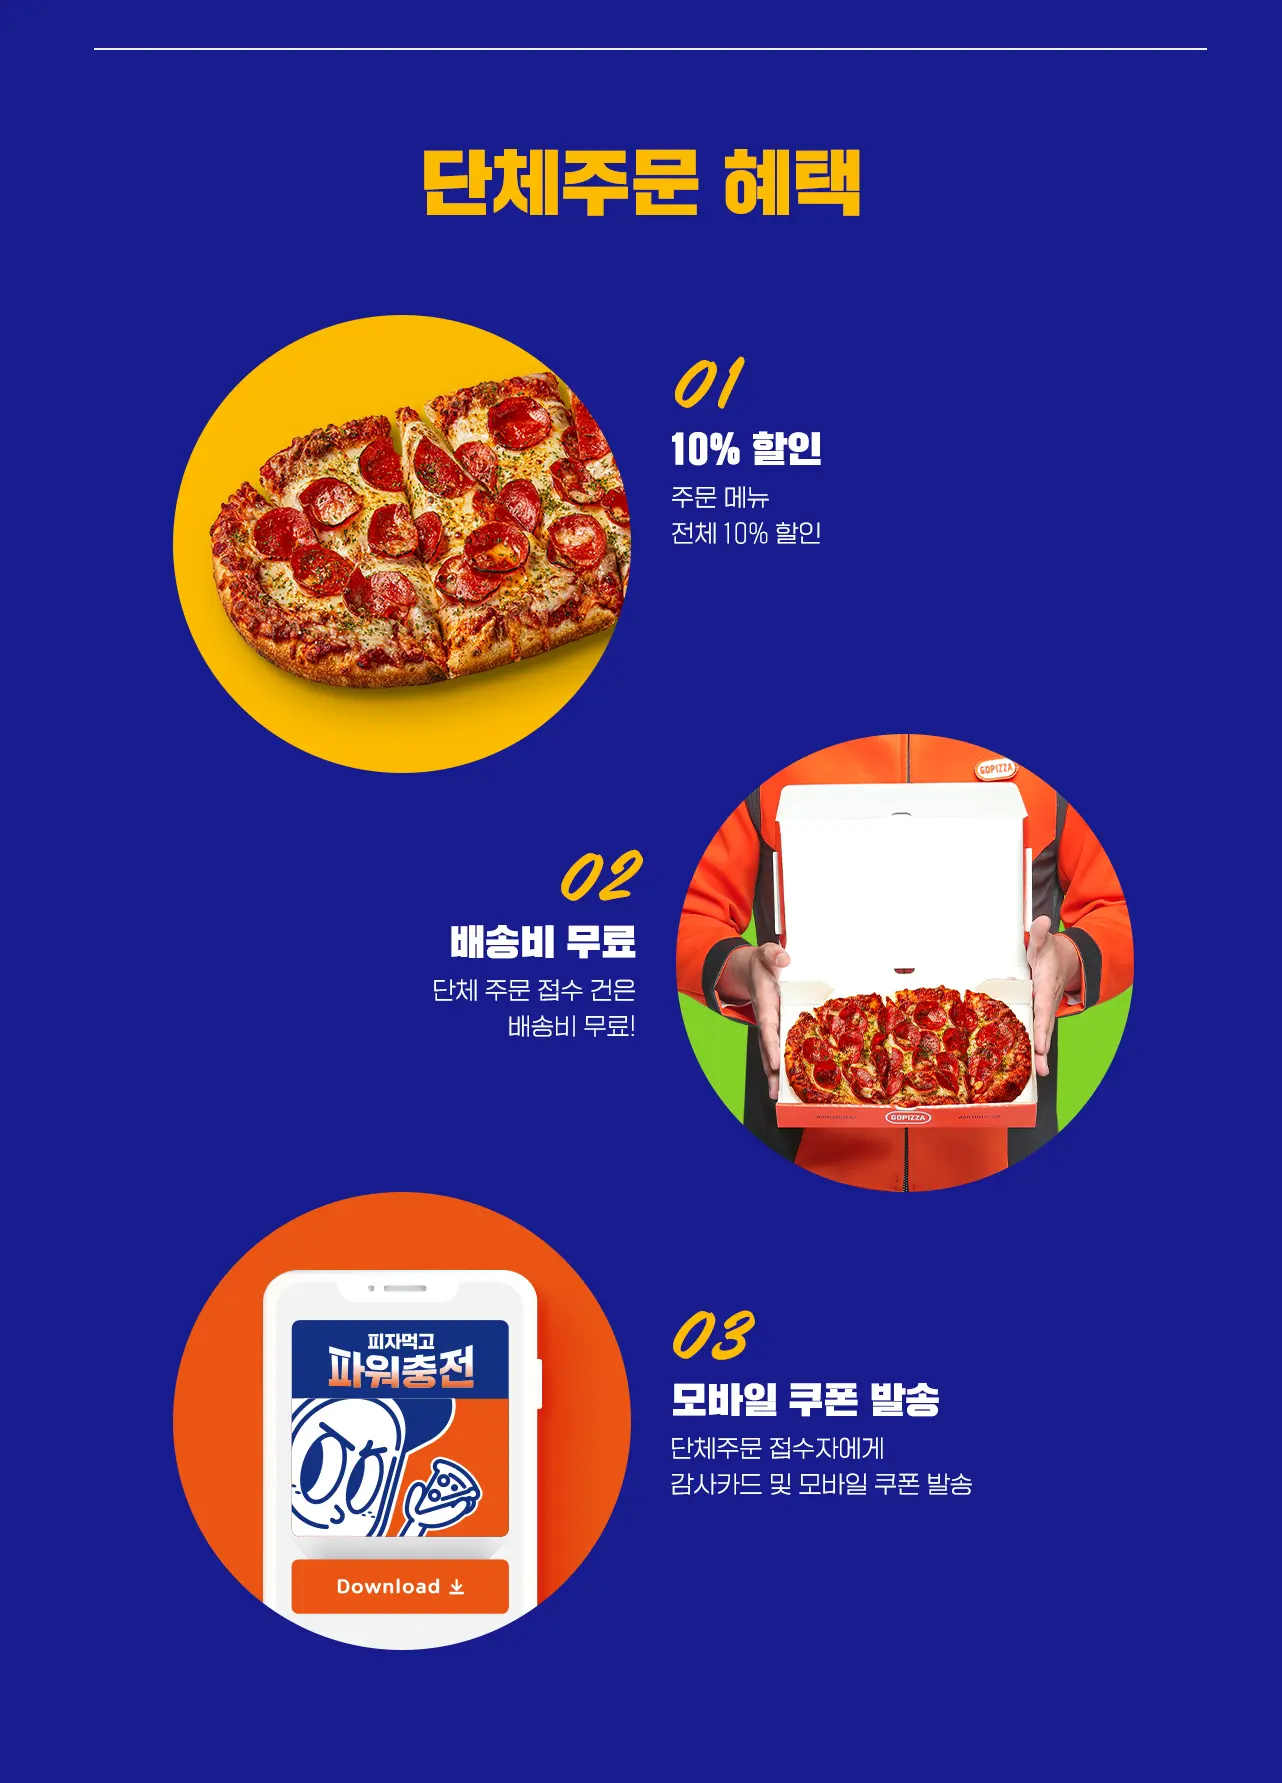 단체주문 혜택
01
10% 할인
주문 메뉴
전체 10% 할인
GOPIZZA
02
배송비 무료
단체 주문 접수 건은
배송비 무료!
GOPIZZA
피자먹고
파워충전
Download
03
모바일 쿠폰 발송
단체주문 접수자에게
감사카드 및 모바일 쿠폰 발송